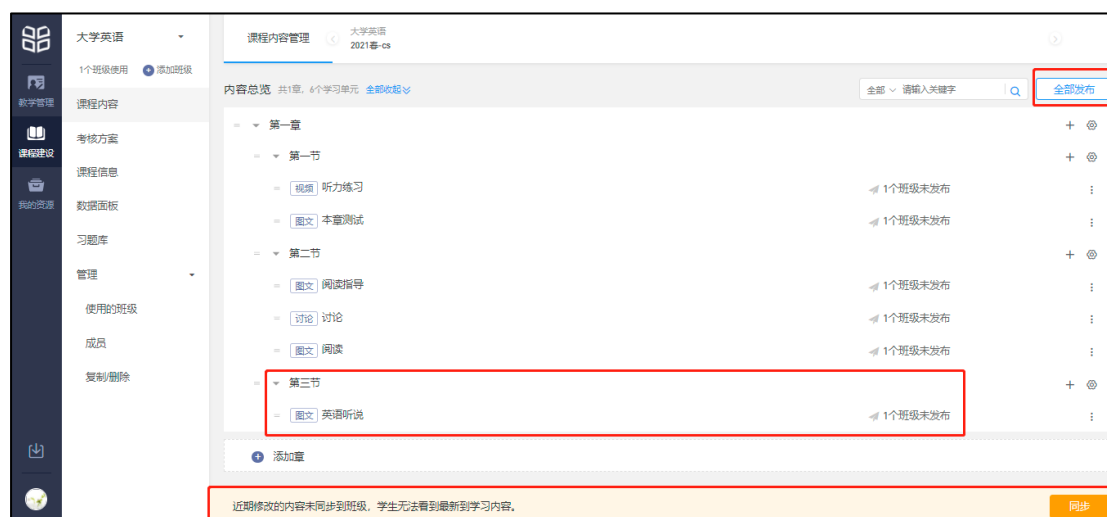 大学英语
1个班级使用 添加班级
课程内容
考核方案
课程信息
数据面板
习题库
管理
使用的班级
成员
复制/删除
教学管理
课程建设
我的资源
课程内容管理
大学英语
2021春-cs
内容总览 共1章, 6个学习单元 全部收起
全部 请输入关键字
全部发布
第一章
第一节
视频 听力练习 1个班级未发布
图文 本章测试 1个班级未发布
第二节
图文 阅读指导 1个班级未发布
讨论 讨论 1个班级未发布
图文 阅读 1个班级未发布
第三节
图文 英语听说 1个班级未发布
添加章
近期修改的内容未同步到班级, 学生无法看到最新到学习内容。 同步